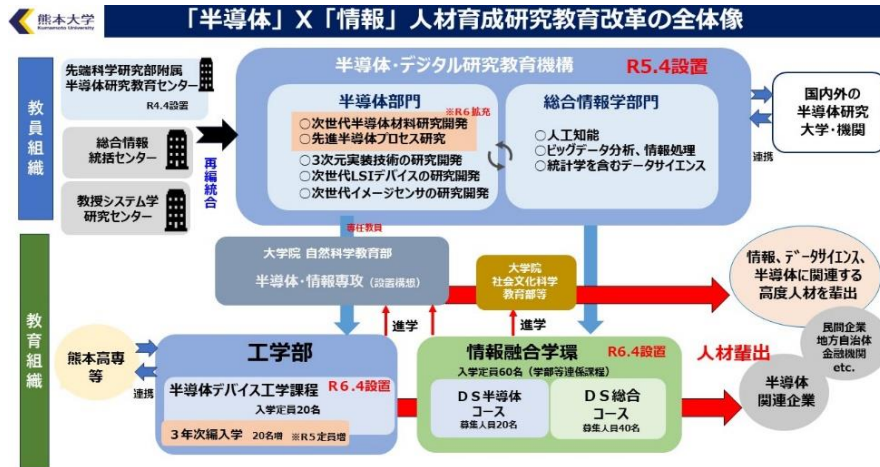 熊本大学
Kumamoto University
「半導体」X「情報」人材育成研究教育改革の全体像
教員組織
先端科学研究部附属
半導体研究教育センター
R4.4設置
総合情報
統括センター
教授システム学
研究センター
再編統合
半導体・デジタル研究教育機構
R5.4設置
半導体部門
※R6拡充
○次世代半導体材料研究開発
○先進半導体プロセス研究
○3次元実装技術の研究開発
○次世代LSIデバイスの研究開発
○次世代イメージセンサの研究開発
総合情報学部門
○人工知能
○ビッグデータ分析、情報処理
○統計学を含むデータサイエンス
国内外の
半導体研究
大学・機関
連携
教育組織
専任教員
大学院 自然科学教育部
半導体・情報専攻（設置構想）
大学院
社会文化科学
教育部等
情報、データサイエンス、
半導体に関連する
高度人材を輩出
進学
進学
熊本高専
等
連携
工学部
半導体デバイス工学課程
R6.4設置
入学定員20名
３年次編入学 20名増 ※R5定員増
情報融合学環
R6.4設置
入学定員60名（学部等連係課程）
ＤＳ半導体
コース
募集人員20名
ＤＳ総合
コース
募集人員40名
人材輩出
民間企業
地方自治体
金融機関
etc.
半導体
関連企業